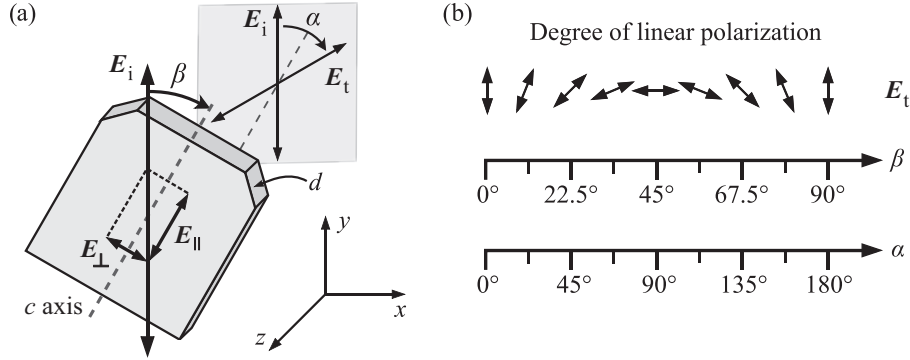 (a)
E_i
α
E_i
β
E_t
d
E_⊥
E_∥
c axis
y
x
z
(b)
Degree of linear polarization
E_t
β
0° 22.5° 45° 67.5° 90°
α
0° 45° 90° 135° 180°